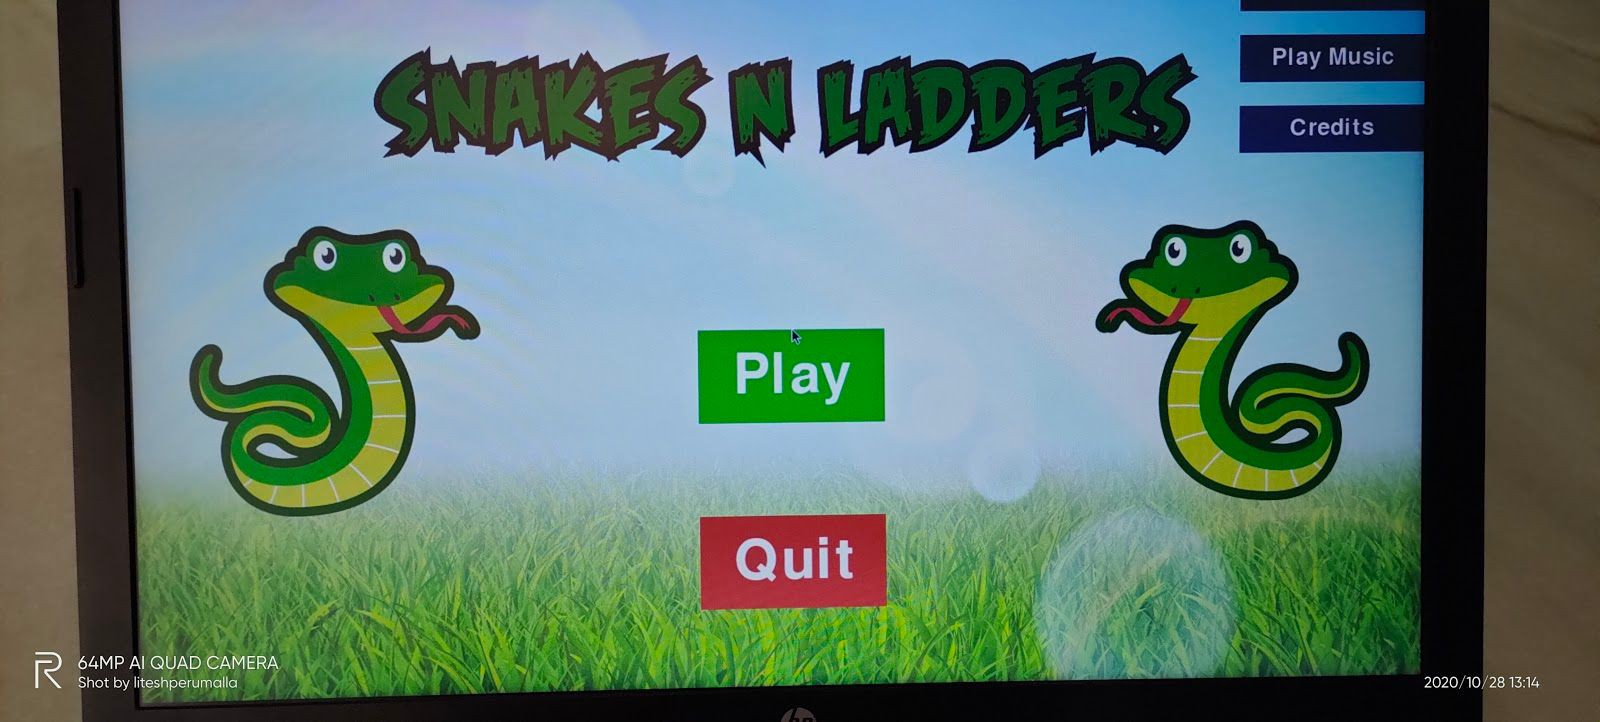 SNAKES N LADDERS
Play Music
Credits
Play
Quit
64MP AI QUAD CAMERA
Shot by liteshperumalla
2020/10/28 13:14